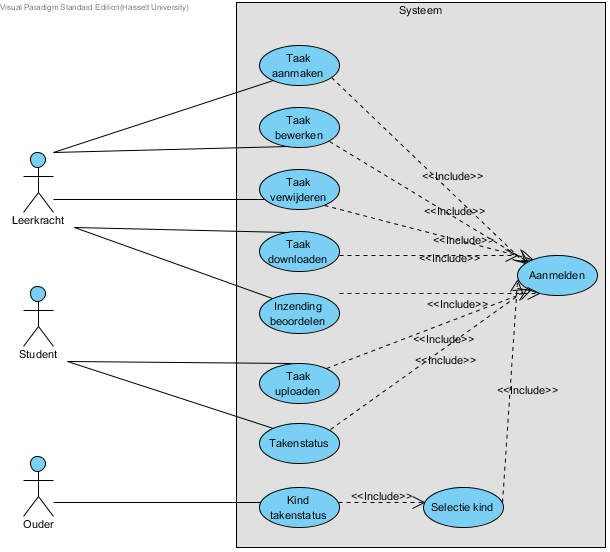 Visual Paradigm Standard Edition(Hasselt University)
Systeem
Taak
aanmaken
Taak
bewerken
<<Include>>
Leerkracht
Taak
verwijderen
<<Include>>
Taak
downloaden
<<Include>>
<<Include>>
Aanmelden
Inzending
beoordelen
<<Include>>
Student
<<Include>>
Taak
uploaden
<<Include>>
<<Include>>
Takenstatus
Ouder
Kind
takenstatus
<<Include>>
Selectie kind